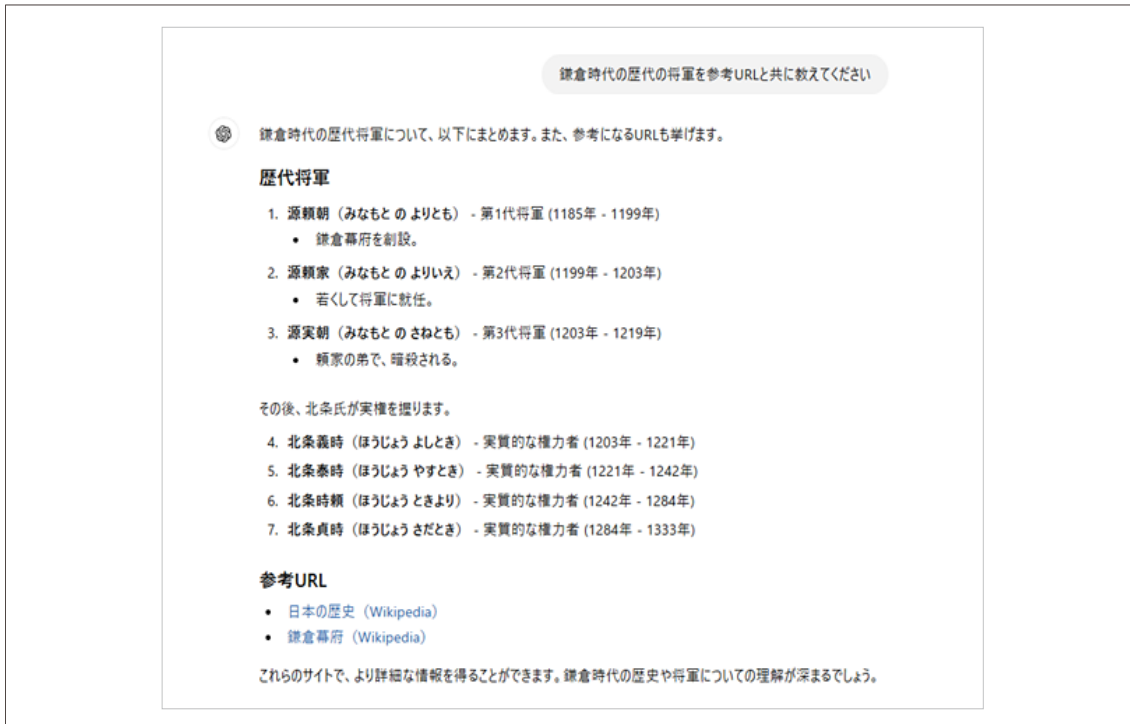 鎌倉時代の歴代の将軍を参考URLと共に教えてください
鎌倉時代の歴代将軍について、以下にまとめます。また、参考になるURLも挙げます。
歴代将軍
1. 源頼朝（みなもと の よりとも） - 第1代将軍 (1185年 - 1199年)
• 鎌倉幕府を創設。
2. 源頼家（みなもと の よりいえ） - 第2代将軍 (1199年 - 1203年)
• 若くして将軍に就任。
3. 源実朝（みなもと の さねとも） - 第3代将軍 (1203年 - 1219年)
• 頼家の弟で、暗殺される。
その後、北条氏が実権を握ります。
4. 北条義時（ほうじょう よしとき） - 実質的な権力者 (1203年 - 1221年)
5. 北条泰時（ほうじょう やすとき） - 実質的な権力者 (1221年 - 1242年)
6. 北条時頼（ほうじょう ときより） - 実質的な権力者 (1242年 - 1284年)
7. 北条貞時（ほうじょう さだとき） - 実質的な権力者 (1284年 - 1333年)
参考URL
• 日本の歴史（Wikipedia）
• 鎌倉幕府（Wikipedia）
これらのサイトで、より詳細な情報を得ることができます。鎌倉時代の歴史や将軍についての理解が深まるでしょう。